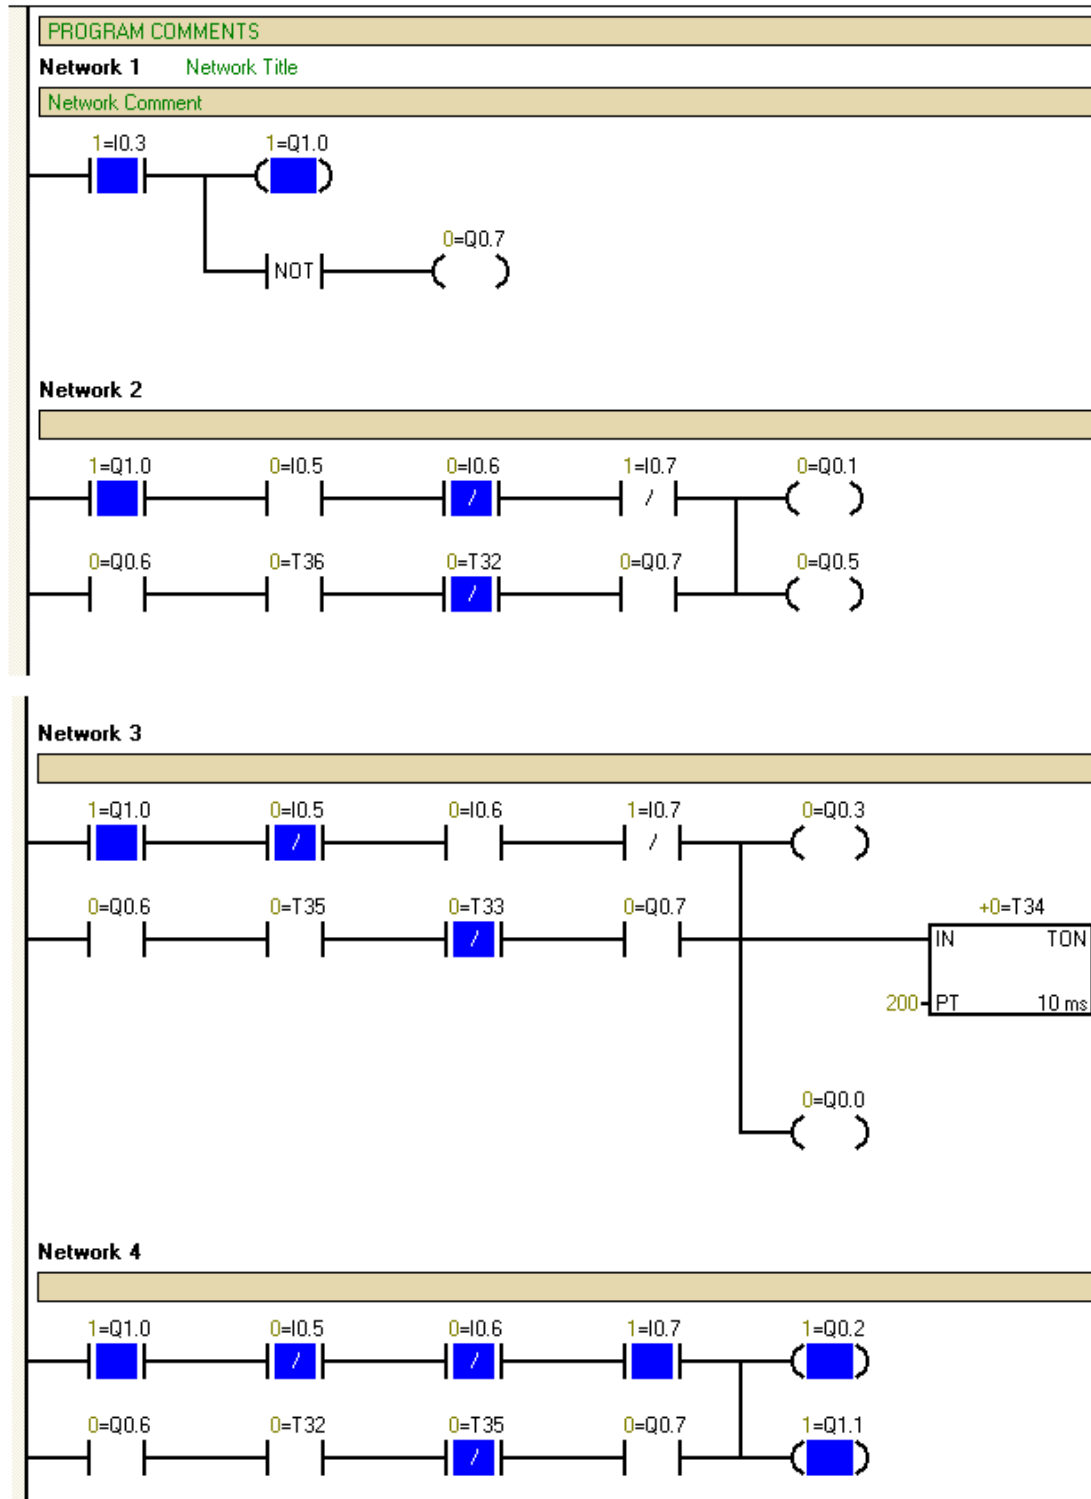 PROGRAM COMMENTS
Network 1 Network Title
Network Comment
1=I0.3 1=Q1.0
0=Q0.7
NOT
Network 2
1=Q1.0 0=I0.5 0=I0.6 1=I0.7 0=Q0.1
/ /
0=Q0.6 0=T36 0=T32 0=Q0.7 0=Q0.5
/
Network 3
1=Q1.0 0=I0.5 0=I0.6 1=I0.7 0=Q0.3
/ /
0=Q0.6 0=T35 0=T33 0=Q0.7 +0=T34
/ IN TON
200 PT 10 ms
0=Q0.0
Network 4
1=Q1.0 0=I0.5 0=I0.6 1=I0.7 1=Q0.2
/ /
0=Q0.6 0=T32 0=T35 0=Q0.7 1=Q1.1
/